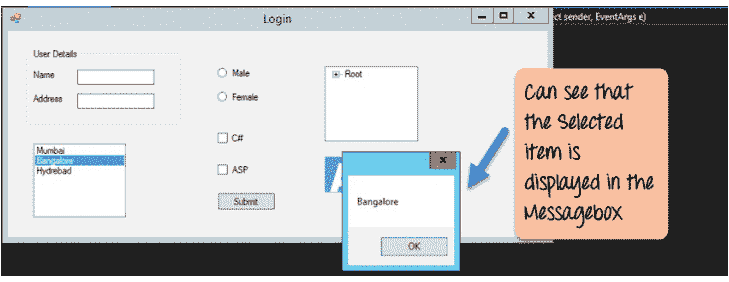 Login
ct sender, EventArgs e)
User Details
Name
Address
Male
Female
Root
C#
ASP
Submit
Mumbai
Bangalore
Hydrebad
x
Bangalore
OK
Can see that
the selected
item is
displayed in the
Messagebox